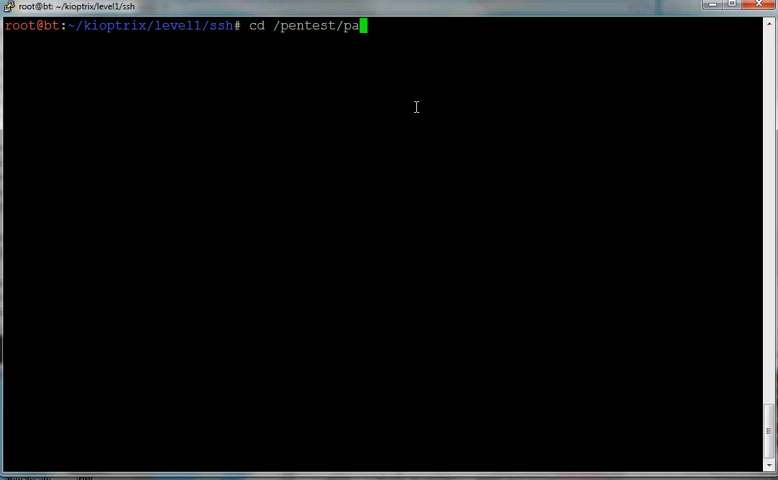 root@bt: ~/kioptrix/level1/ssh
root@bt:~/kioptrix/level1/ssh# cd /pentest/pa